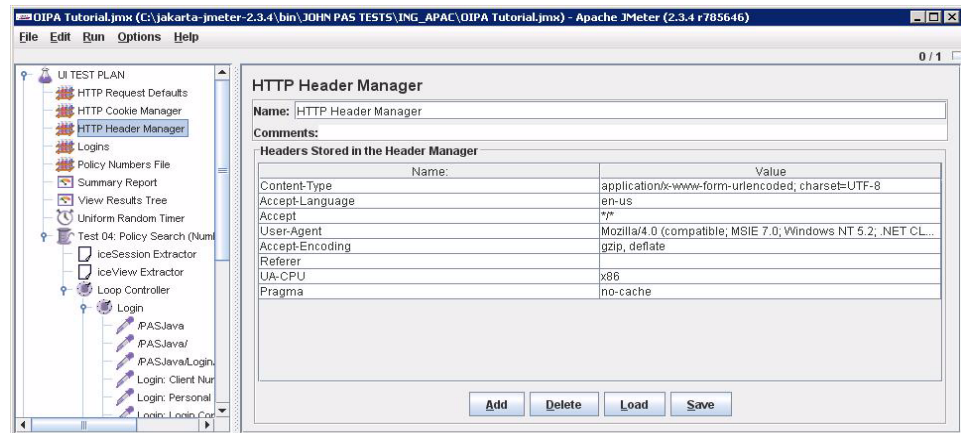 OIPA Tutorial.jmx (C:\jakarta-jmeter-2.3.4\bin\JOHN PAS TESTS\ING_APAC\OIPA Tutorial.jmx) - Apache JMeter (2.3.4 r785646)
File Edit Run Options Help
0 / 1
UI TEST PLAN
HTTP Request Defaults
HTTP Cookie Manager
HTTP Header Manager
Logins
Policy Numbers File
Summary Report
View Results Tree
Uniform Random Timer
Test 04: Policy Search (Numl
iceSession Extractor
iceView Extractor
Loop Controller
Login
/PASJava
/PASJava/
/PASJava/Login.
Login: Client Nur
Login: Personal
Login: Login Cor
HTTP Header Manager
Name: HTTP Header Manager
Comments:
Headers Stored in the Header Manager
Name: Value
Content-Type application/x-www-form-urlencoded; charset=UTF-8
Accept-Language en-us
Accept */*
User-Agent Mozilla/4.0 (compatible; MSIE 7.0; Windows NT 5.2; .NET CL...
Accept-Encoding gzip, deflate
Referer
UA-CPU x86
Pragma no-cache
Add Delete Load Save